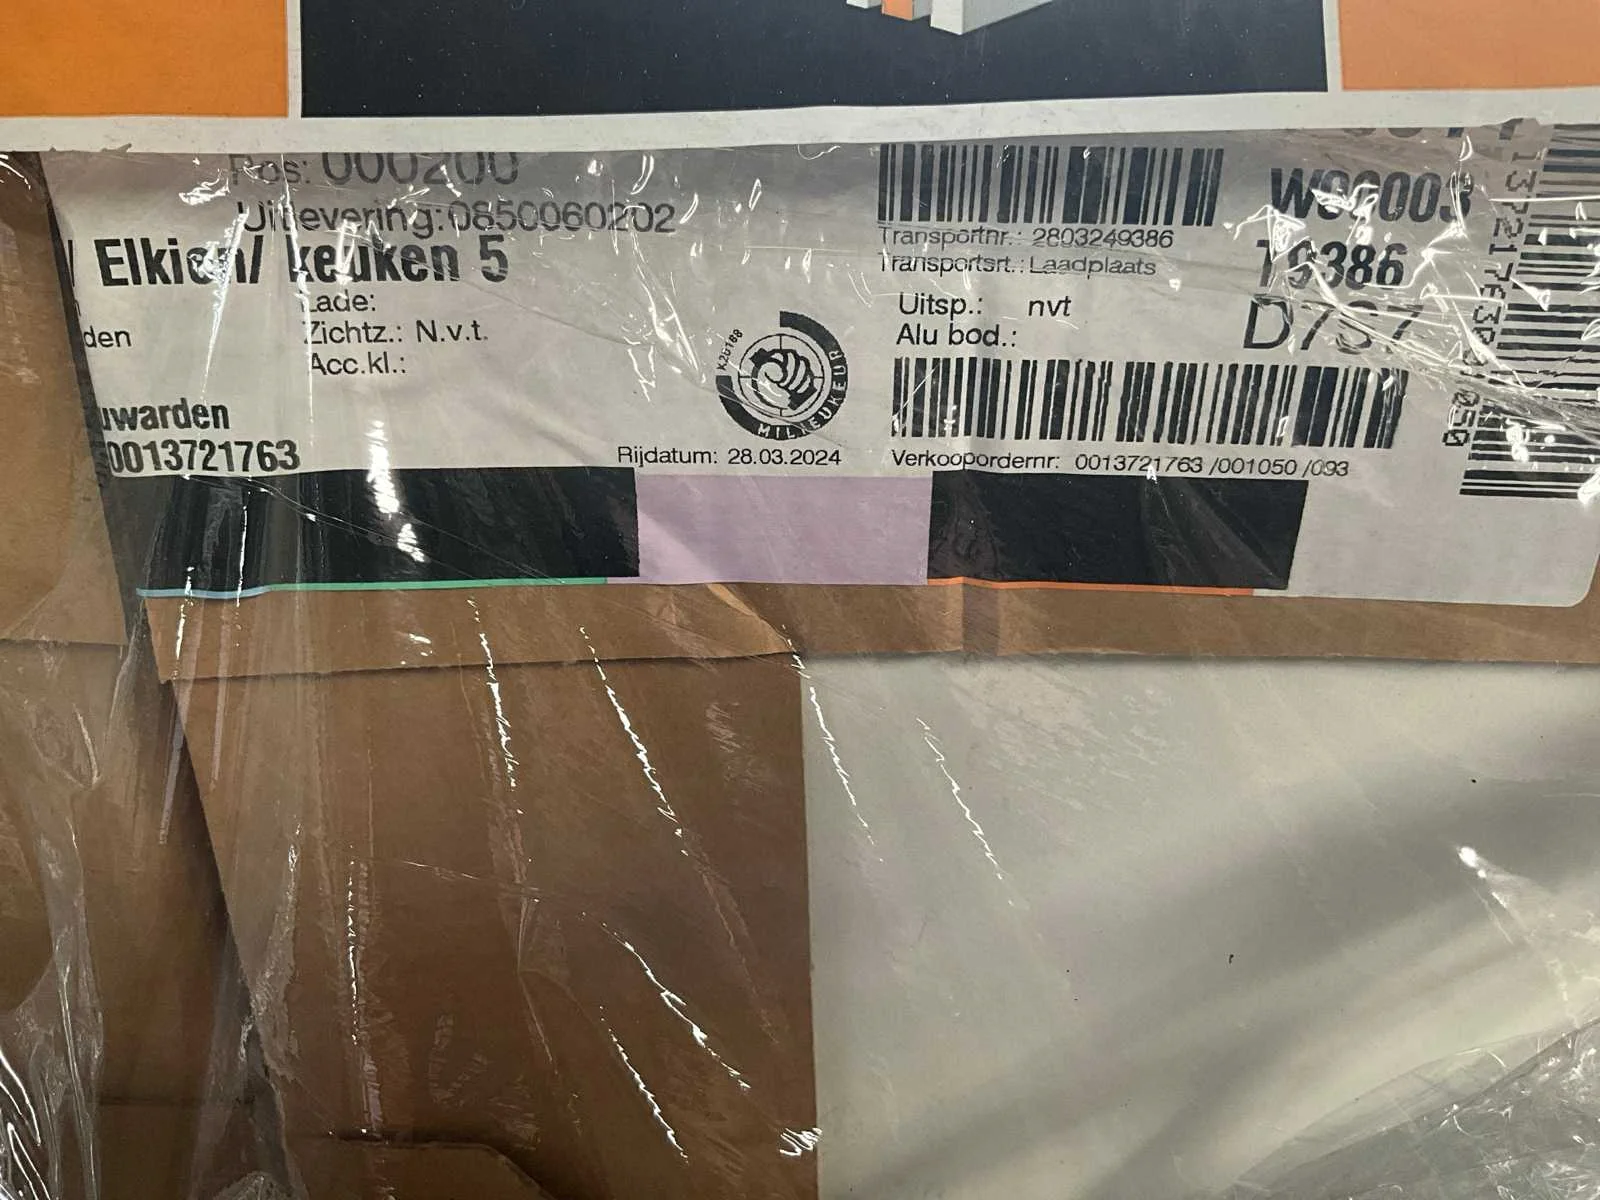 Pos: 000200
Uitlevering: 0850060202
Elkien/ keuken 5
Lade:
den
Zichtz.: N.v.t.
Acc.kl.:
uwarden
0013721763
K20188
MILIEUKEUR
Rijdatum: 28.03.2024
Transportnr.: 2803249386
Transportsrt.: Laadplaats
T9386
Uitsp.: nvt
Alu bod.:
Verkoopordernr: 0013721763 /001050 /093